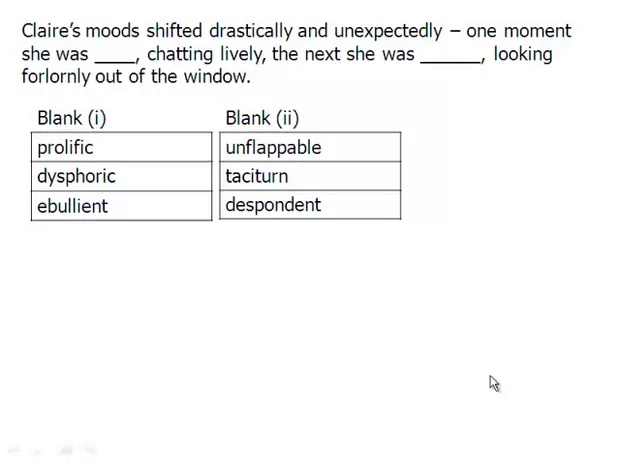 Claire's moods shifted drastically and unexpectedly – one moment
she was ____, chatting lively, the next she was ______, looking
forlornly out of the window.
Blank (i) Blank (ii)
prolific unflappable
dysphoric taciturn
ebullient despondent